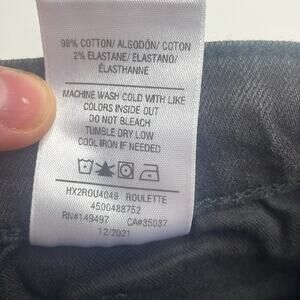 98% COTTON/ ALGODÓN/ COTON
2% ELASTANE/ ELASTANO/
ÉLASTHANNE
MACHINE WASH COLD WITH LIKE
COLORS INSIDE OUT
DO NOT BLEACH
TUMBLE DRY LOW
COOL IRON IF NEEDED
HX2ROU4049 ROULETTE
4500488752
RN#149497 CA#35037
12/2021